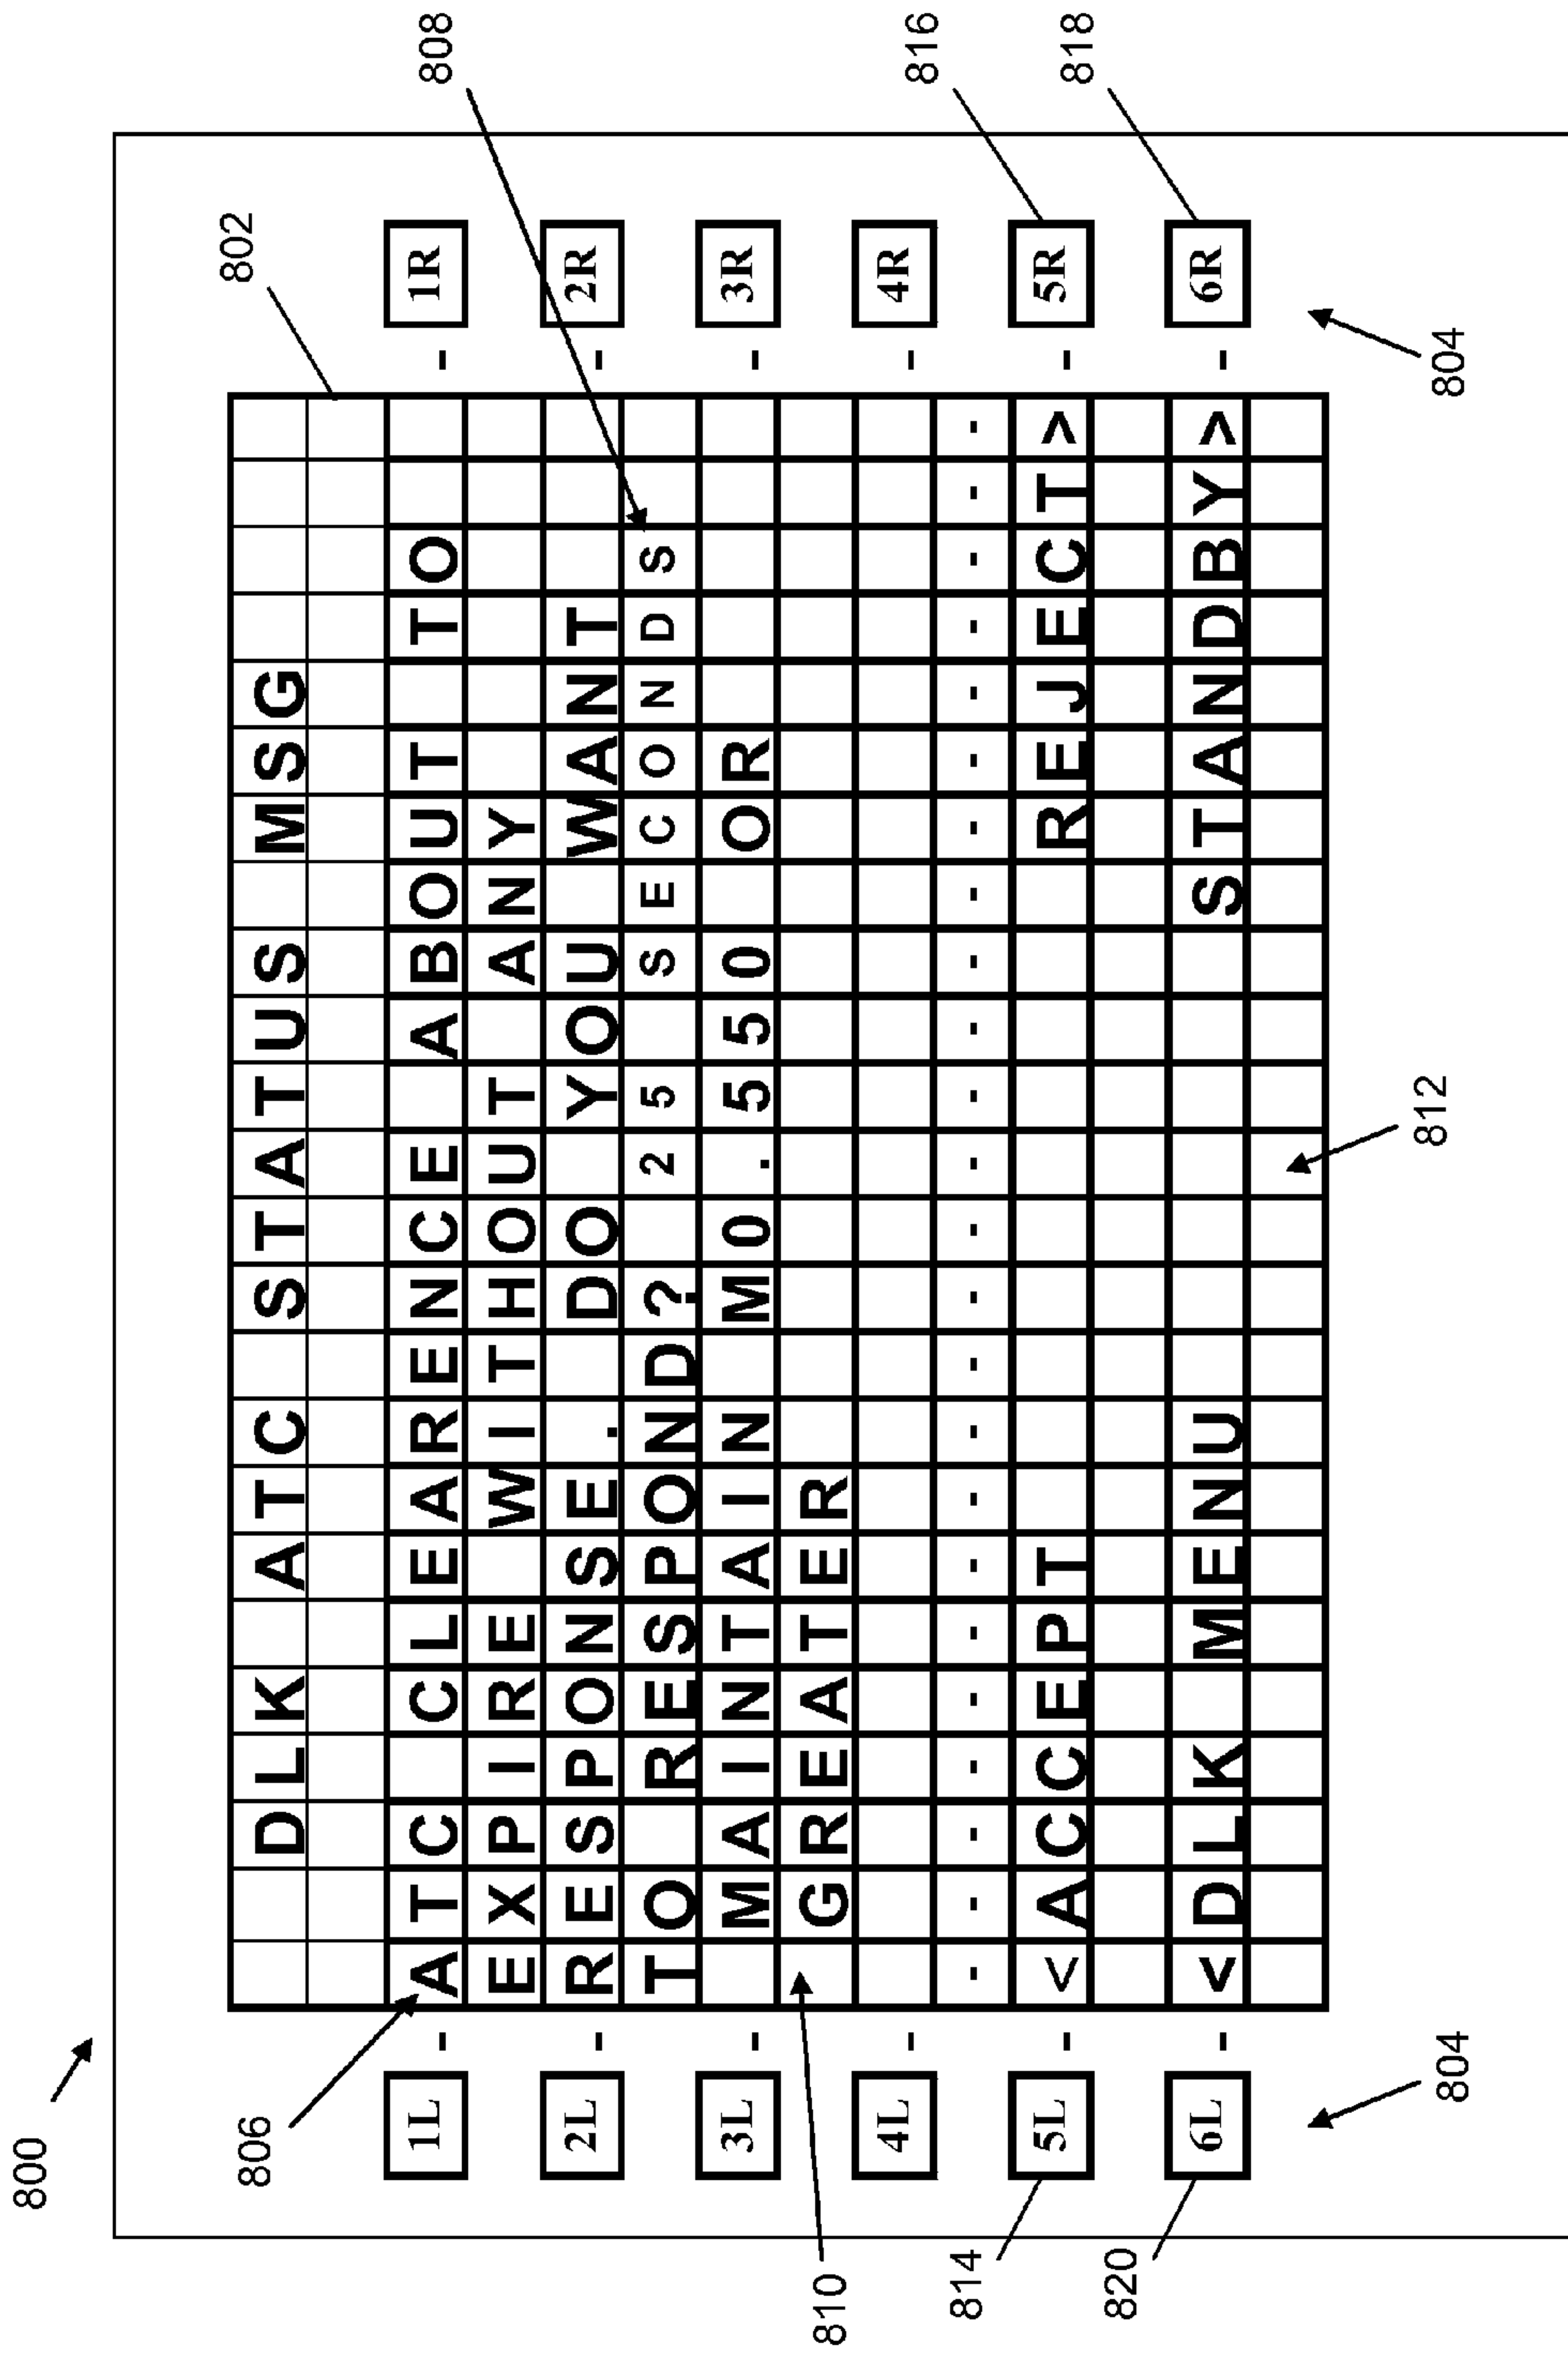 800
802
808
806
DLK ATC STATUS MSG
1L - ATC CLEARENCE ABOUT TO - 1R
EXPIRE WITHOUT ANY
2L - RESPONSE. DO YOU WANT - 2R
TO RESPOND? 25 SECONDS
3L - MAINTAIN M0.550 OR - 3R
GREATER
4L - - 4R
- - - - - - - - - - - - - - - - - - - - - - - -
5L - <ACCEPT REJECT> - 5R
6L - <DLK MENU STANDBY> - 6R
810
814
820
816
818
804
812
804